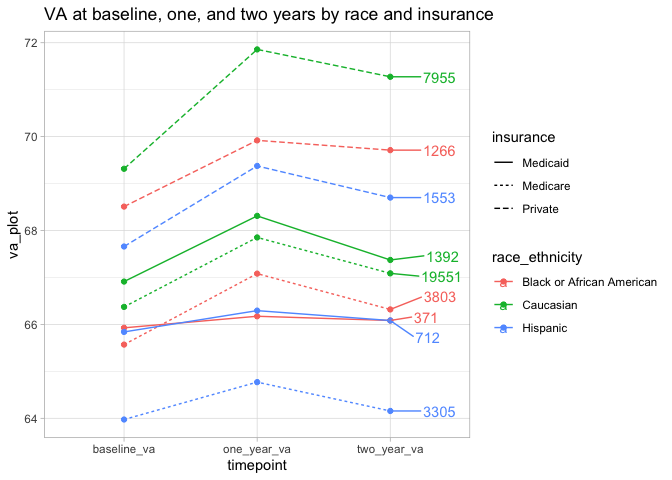 VA at baseline, one, and two years by race and insurance
72
70
68
66
64
va_plot
7955
1266
1553
1392
19551
3803
371
712
3305
baseline_va
one_year_va
two_year_va
timepoint
insurance
Medicaid
Medicare
Private
race_ethnicity
a Black or African American
a Caucasian
a Hispanic